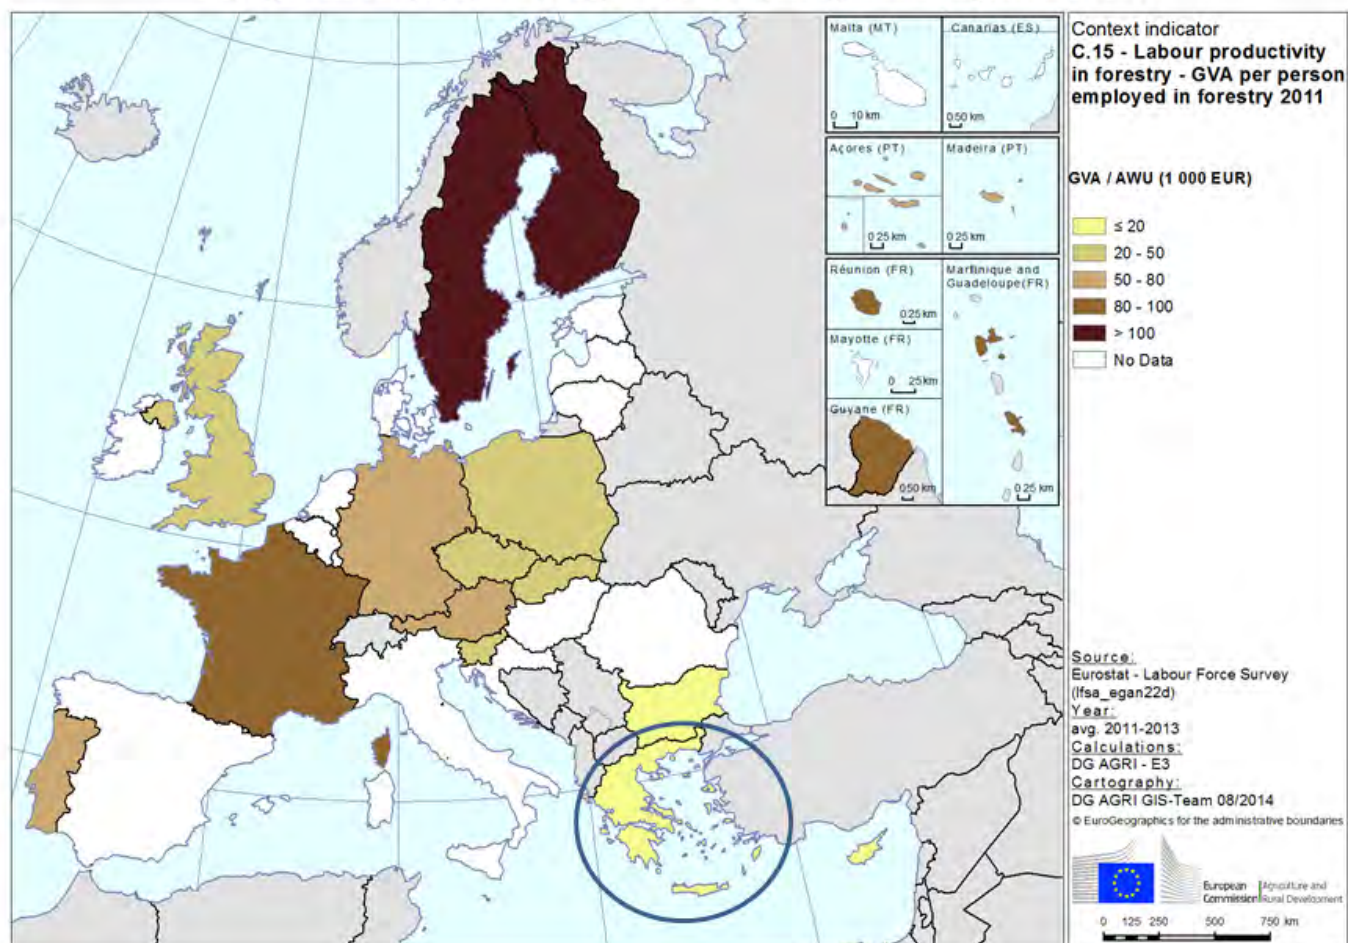 Malta (MT)
0 10 km
Canarias (ES)
0 50 km
Açores (PT)
0 25 km
Madeira (PT)
0 25 km
Réunion (FR)
0 25 km
Mayotte (FR)
0 25 km
Guyane (FR)
0 50 km
Martinique and
Guadeloupe(FR)
0 25 km
Context indicator
C.15 - Labour productivity
in forestry - GVA per person
employed in forestry 2011
GVA / AWU (1 000 EUR)
≤ 20
20 - 50
50 - 80
80 - 100
> 100
No Data
Source:
Eurostat - Labour Force Survey
(lfsa_egan22d)
Year:
avg. 2011-2013
Calculations:
DG AGRI - E3
Cartography:
DG AGRI GIS-Team 08/2014
© EuroGeographics for the administrative boundaries
European
Commission
Agriculture and
Rural Development
0 125 250 500 750 km